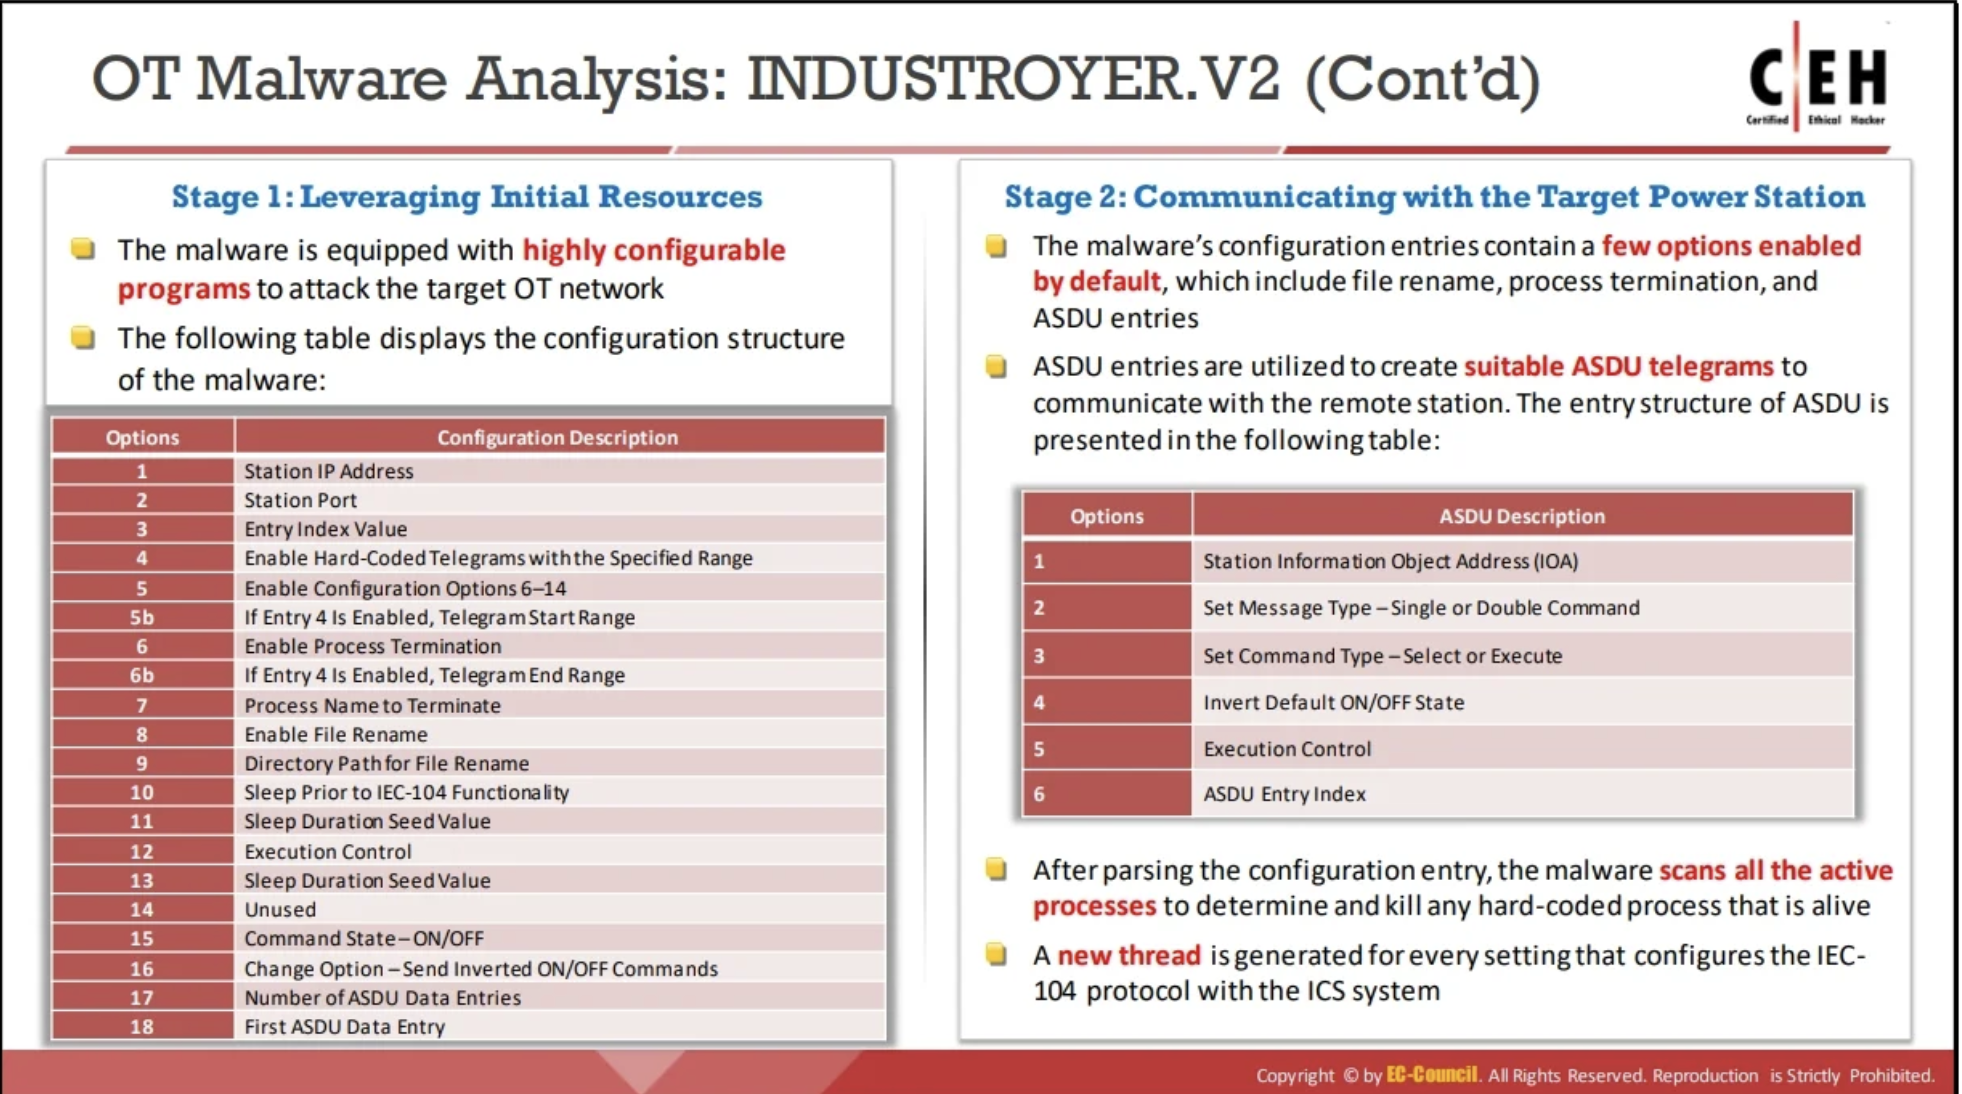 OT Malware Analysis: INDUSTROYER.V2 (Cont'd)
C|EH
Certified Ethical Hacker
Stage 1: Leveraging Initial Resources
The malware is equipped with highly configurable
programs to attack the target OT network
The following table displays the configuration structure
of the malware:
Options Configuration Description
1 Station IP Address
2 Station Port
3 Entry Index Value
4 Enable Hard-Coded Telegrams with the Specified Range
5 Enable Configuration Options 6–14
5b If Entry 4 Is Enabled, Telegram Start Range
6 Enable Process Termination
6b If Entry 4 Is Enabled, Telegram End Range
7 Process Name to Terminate
8 Enable File Rename
9 Directory Path for File Rename
10 Sleep Prior to IEC-104 Functionality
11 Sleep Duration Seed Value
12 Execution Control
13 Sleep Duration Seed Value
14 Unused
15 Command State – ON/OFF
16 Change Option – Send Inverted ON/OFF Commands
17 Number of ASDU Data Entries
18 First ASDU Data Entry
Stage 2: Communicating with the Target Power Station
The malware's configuration entries contain a few options enabled
by default, which include file rename, process termination, and
ASDU entries
ASDU entries are utilized to create suitable ASDU telegrams to
communicate with the remote station. The entry structure of ASDU is
presented in the following table:
Options ASDU Description
1 Station Information Object Address (IOA)
2 Set Message Type – Single or Double Command
3 Set Command Type – Select or Execute
4 Invert Default ON/OFF State
5 Execution Control
6 ASDU Entry Index
After parsing the configuration entry, the malware scans all the active
processes to determine and kill any hard-coded process that is alive
A new thread is generated for every setting that configures the IEC-
104 protocol with the ICS system
Copyright © by EC-Council. All Rights Reserved. Reproduction is Strictly Prohibited.